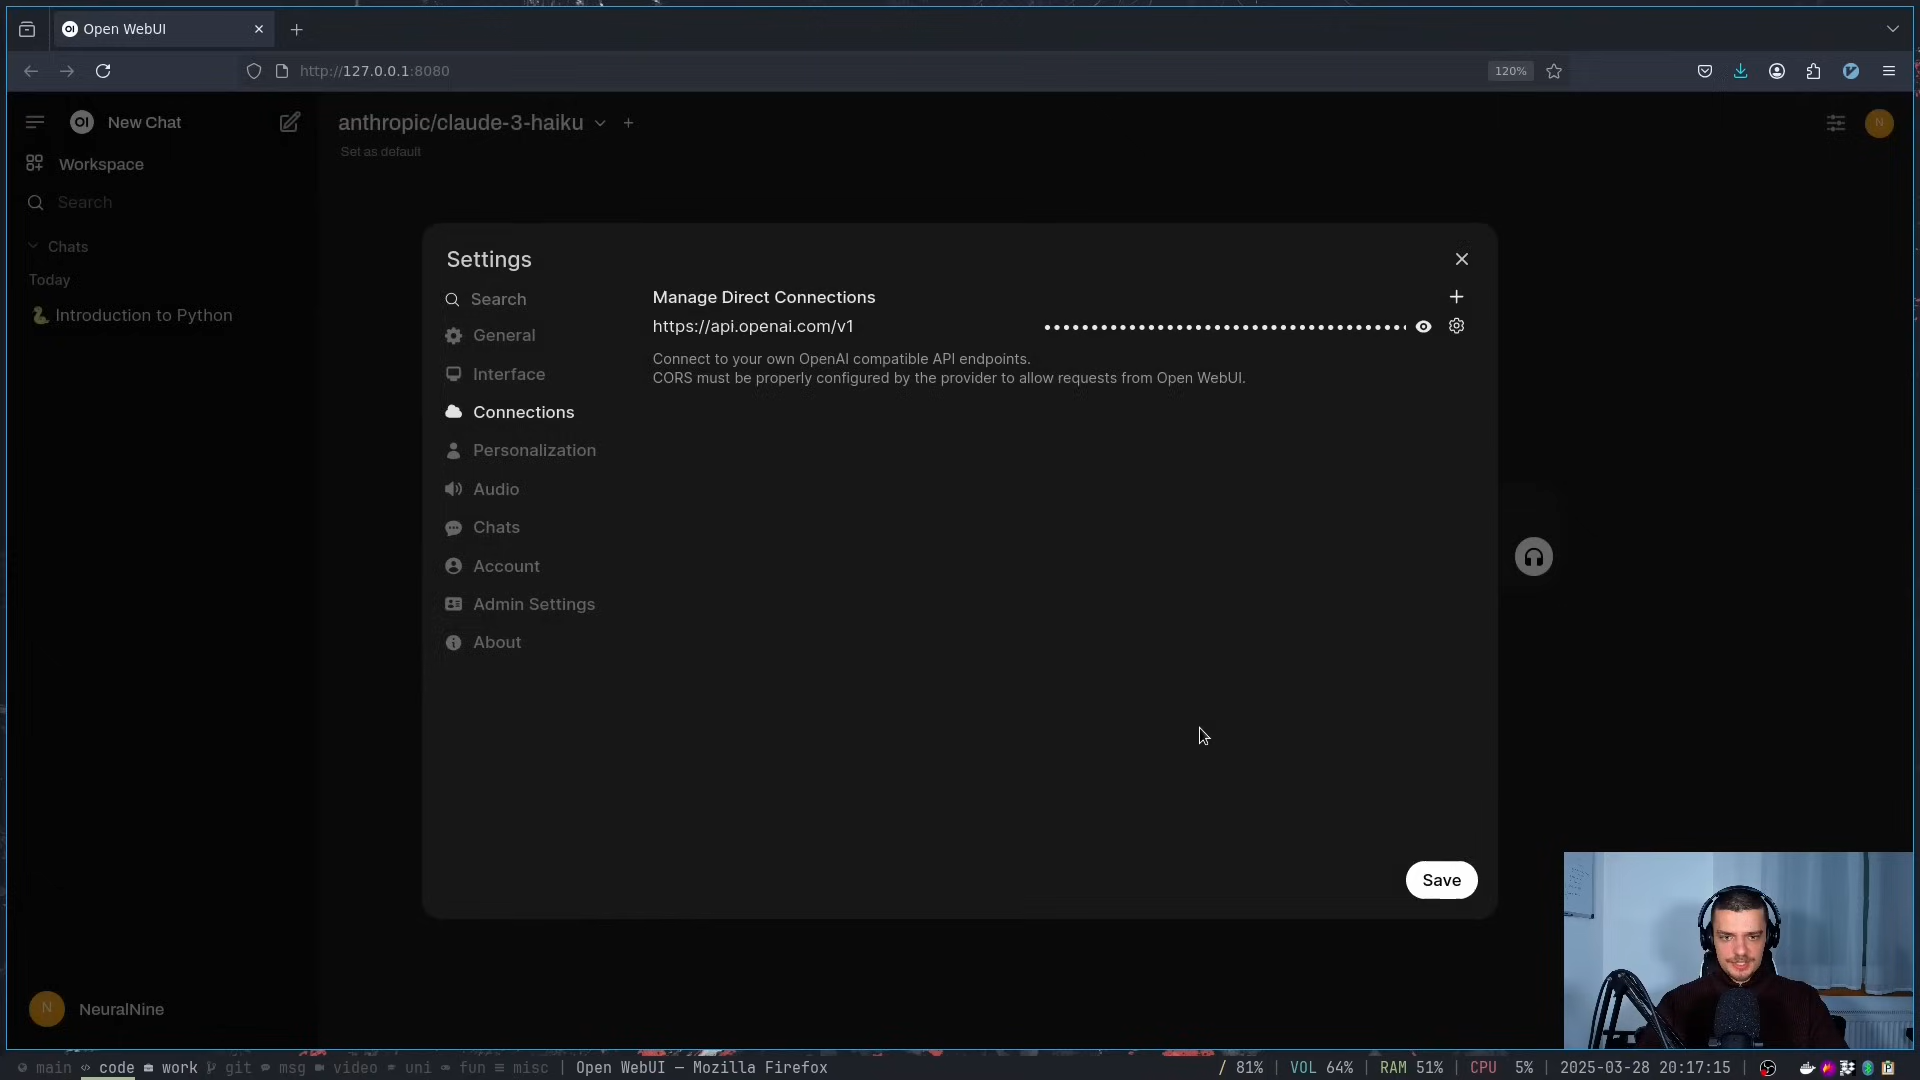 Open WebUI
http://127.0.0.1:8080
120%
OI
New Chat
anthropic/claude-3-haiku
N
Set as default
Workspace
Search
Chats
Today
Introduction to Python
Settings
Search
General
Interface
Connections
Personalization
Audio
Chats
Account
Admin Settings
About
Manage Direct Connections
https://api.openai.com/v1
Connect to your own OpenAI compatible API endpoints.
CORS must be properly configured by the provider to allow requests from Open WebUI.
Save
N
NeuralNine
main code work git msg video uni fun misc | Open WebUI — Mozilla Firefox
/ 81% | VOL 64% | RAM 51% | CPU 5% | 2025-03-28 20:17:15 |